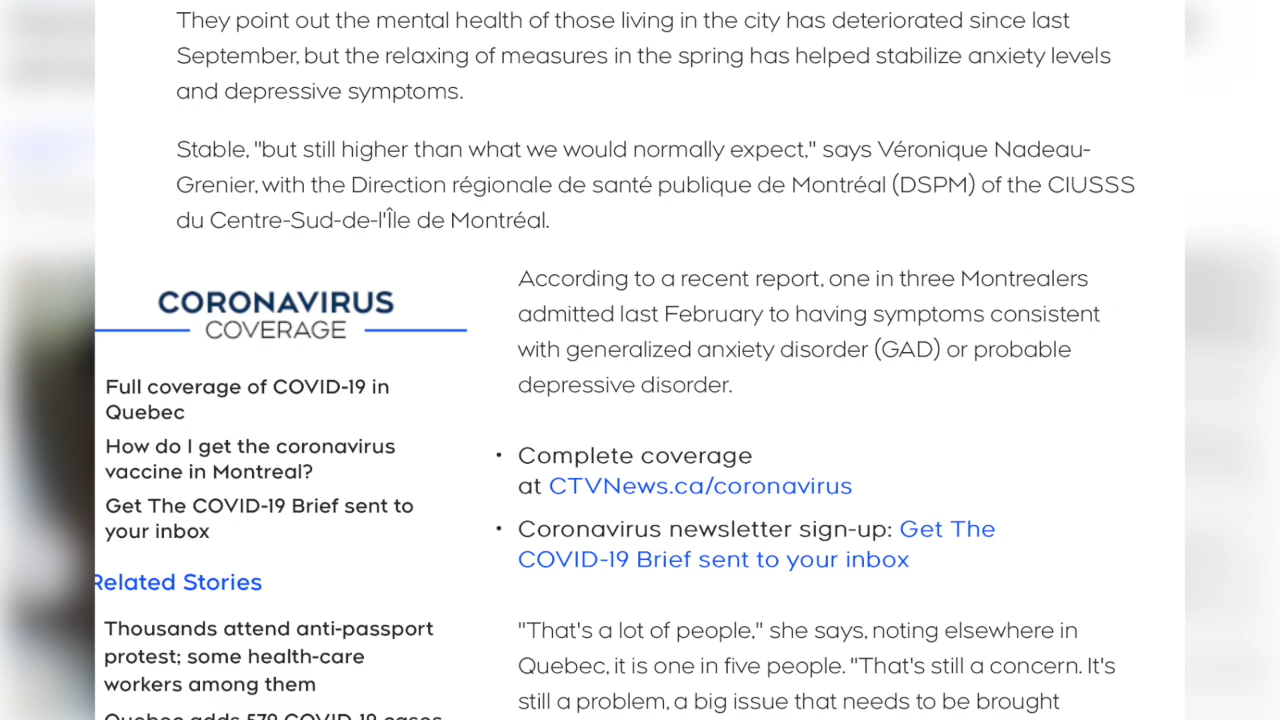 They point out the mental health of those living in the city has deteriorated since last
September, but the relaxing of measures in the spring has helped stabilize anxiety levels
and depressive symptoms.
Stable, "but still higher than what we would normally expect," says Véronique Nadeau-
Grenier, with the Direction régionale de santé publique de Montréal (DSPM) of the CIUSSS
du Centre-Sud-de-l'Île de Montréal.
CORONAVIRUS
COVERAGE
Full coverage of COVID-19 in
Quebec
How do I get the coronavirus
vaccine in Montreal?
Get The COVID-19 Brief sent to
your inbox
Related Stories
Thousands attend anti-passport
protest; some health-care
workers among them
Quebec adds 579 COVID-19 cases
According to a recent report, one in three Montrealers
admitted last February to having symptoms consistent
with generalized anxiety disorder (GAD) or probable
depressive disorder.
• Complete coverage
at CTVNews.ca/coronavirus
• Coronavirus newsletter sign-up: Get The
COVID-19 Brief sent to your inbox
"That's a lot of people," she says, noting elsewhere in
Quebec, it is one in five people. "That's still a concern. It's
still a problem, a big issue that needs to be brought